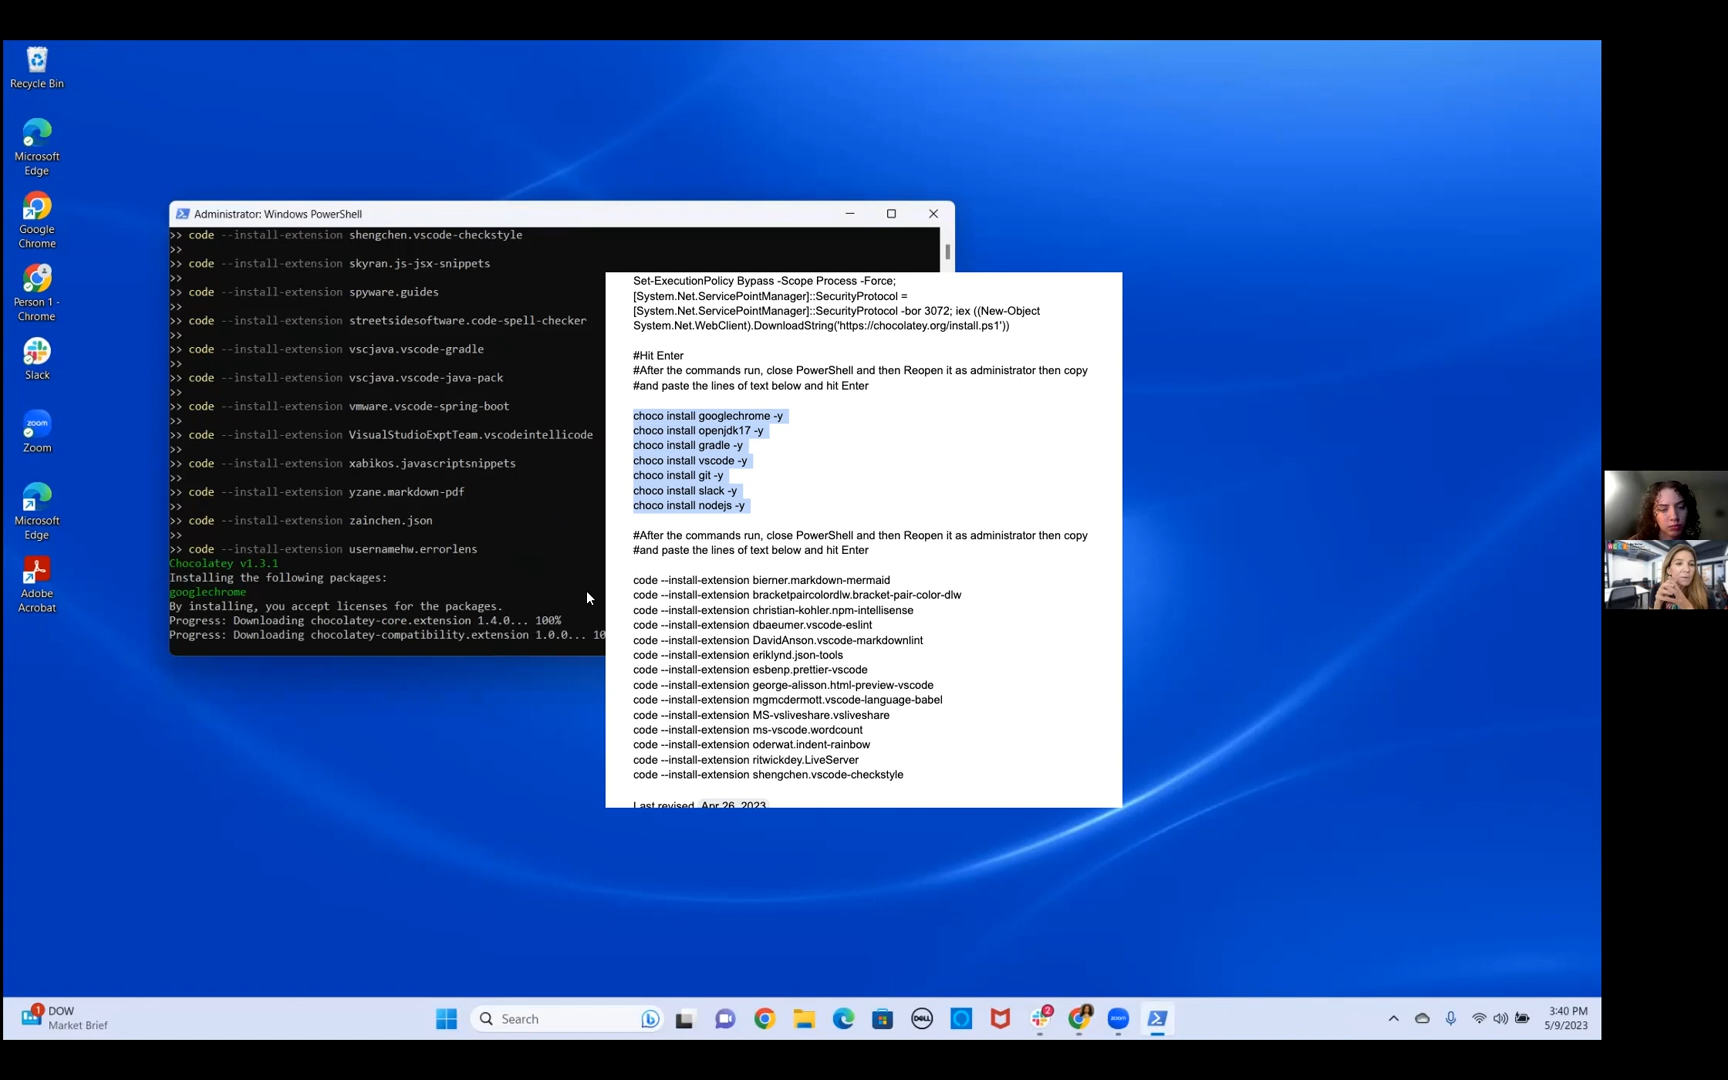 Recycle Bin
Microsoft
Edge
Google
Chrome
Person 1 -
Chrome
Slack
zoom
Zoom
Microsoft
Edge
Adobe
Acrobat
Administrator: Windows PowerShell
>> code --install-extension shengchen.vscode-checkstyle
>>
>> code --install-extension skyran.js-jsx-snippets
>>
>> code --install-extension spyware.guides
>>
>> code --install-extension streetsidesoftware.code-spell-checker
>>
>> code --install-extension vscjava.vscode-gradle
>>
>> code --install-extension vscjava.vscode-java-pack
>>
>> code --install-extension vmware.vscode-spring-boot
>>
>> code --install-extension VisualStudioExptTeam.vscodeintellicode
>>
>> code --install-extension xabikos.javascriptsnippets
>>
>> code --install-extension yzane.markdown-pdf
>>
>> code --install-extension zainchen.json
>>
>> code --install-extension usernamehw.errorlens
Chocolatey v1.3.1
Installing the following packages:
googlechrome
By installing, you accept licenses for the packages.
Progress: Downloading chocolatey-core.extension 1.4.0... 100%
Progress: Downloading chocolatey-compatibility.extension 1.0.0... 10
Set-ExecutionPolicy Bypass -Scope Process -Force;
[System.Net.ServicePointManager]::SecurityProtocol =
[System.Net.ServicePointManager]::SecurityProtocol -bor 3072; iex ((New-Object
System.Net.WebClient).DownloadString('https://chocolatey.org/install.ps1'))
#Hit Enter
#After the commands run, close PowerShell and then Reopen it as administrator then copy
#and paste the lines of text below and hit Enter
choco install googlechrome -y
choco install openjdk17 -y
choco install gradle -y
choco install vscode -y
choco install git -y
choco install slack -y
choco install nodejs -y
#After the commands run, close PowerShell and then Reopen it as administrator then copy
#and paste the lines of text below and hit Enter
code --install-extension bierner.markdown-mermaid
code --install-extension bracketpaircolordlw.bracket-pair-color-dlw
code --install-extension christian-kohler.npm-intellisense
code --install-extension dbaeumer.vscode-eslint
code --install-extension DavidAnson.vscode-markdownlint
code --install-extension eriklynd.json-tools
code --install-extension esbenp.prettier-vscode
code --install-extension george-alisson.html-preview-vscode
code --install-extension mgmcdermott.vscode-language-babel
code --install-extension MS-vsliveshare.vsliveshare
code --install-extension ms-vscode.wordcount
code --install-extension oderwat.indent-rainbow
code --install-extension ritwickdey.LiveServer
code --install-extension shengchen.vscode-checkstyle
Last revised Apr 26, 2023
1
DOW
Market Brief
Search
DELL
2
zoom
3:40 PM
5/9/2023